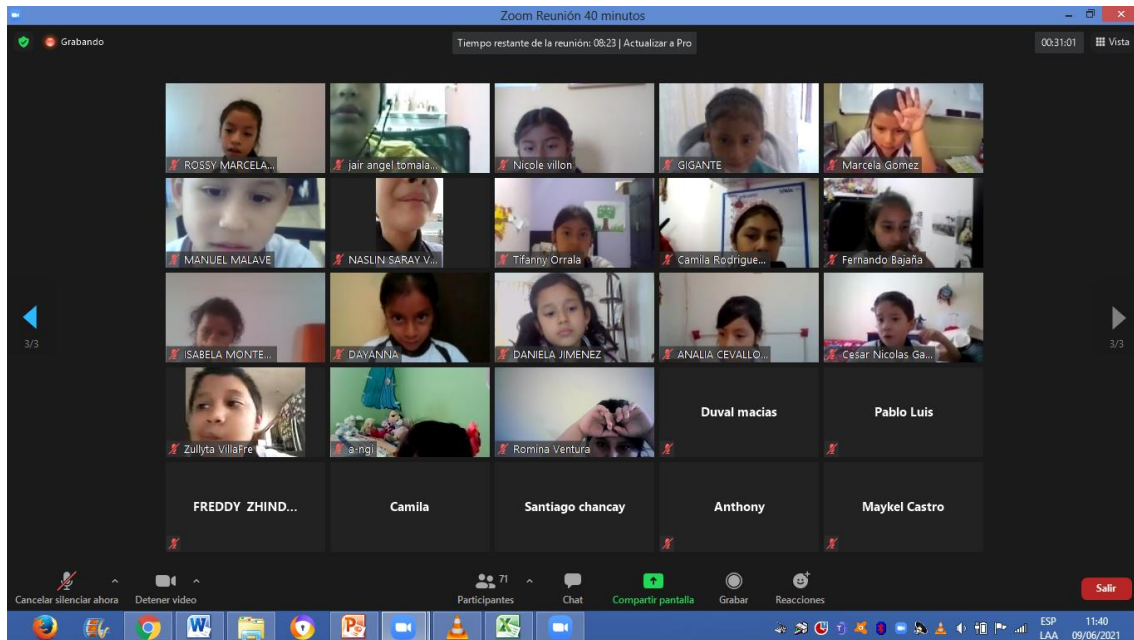 Zoom Reunión 40 minutos
Grabando
Tiempo restante de la reunión: 08:23 | Actualizar a Pro
00:31:01
Vista
ROSSY MARCELA...
jair angel tomala...
Nicole villon
GIGANTE
Marcela Gomez
MANUEL MALAVE
NASLIN SARAY V...
Tifanny Orrala
Camila Rodrigue...
Fernando Bajaña
ISABELA MONTE...
DAYANNA
DANIELA JIMENEZ
ANALIA CEVALLO...
Cesar Nicolas Ga...
3/3
3/3
Zullyta VillaFre
a-ngi
Romina Ventura
Duval macias
Pablo Luis
FREDDY ZHIND...
Camila
Santiago chancay
Anthony
Maykel Castro
Cancelar silenciar ahora
Detener video
71
Participantes
Chat
Compartir pantalla
Grabar
Reacciones
Salir
ESP
LAA
11:40
09/06/2021